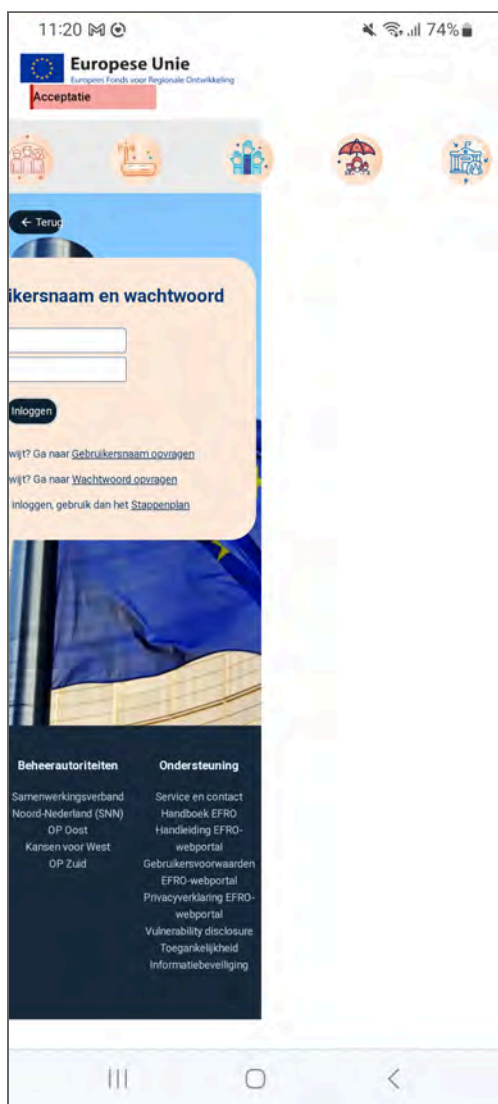 11:20
74%
Europese Unie
Europees Fonds voor Regionale Ontwikkeling
Acceptatie
← Terug
ikersnaam en wachtwoord
Inloggen
wijt? Ga naar Gebruikersnaam opvragen
wijt? Ga naar Wachtwoord opvragen
inloggen, gebruik dan het Stappenplan
Beheerautoriteiten
Samenwerkingsverband
Noord-Nederland (SNN)
OP Oost
Kansen voor West
OP Zuid
Ondersteuning
Service en contact
Handboek EFRO
Handleiding EFRO-
webportal
Gebruikersvoorwaarden
EFRO-webportal
Privacyverklaring EFRO-
webportal
Vulnerability disclosure
Toegankelijkheid
Informatiebeveiliging